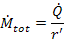 Ṁ_tot = Q̇ / r'